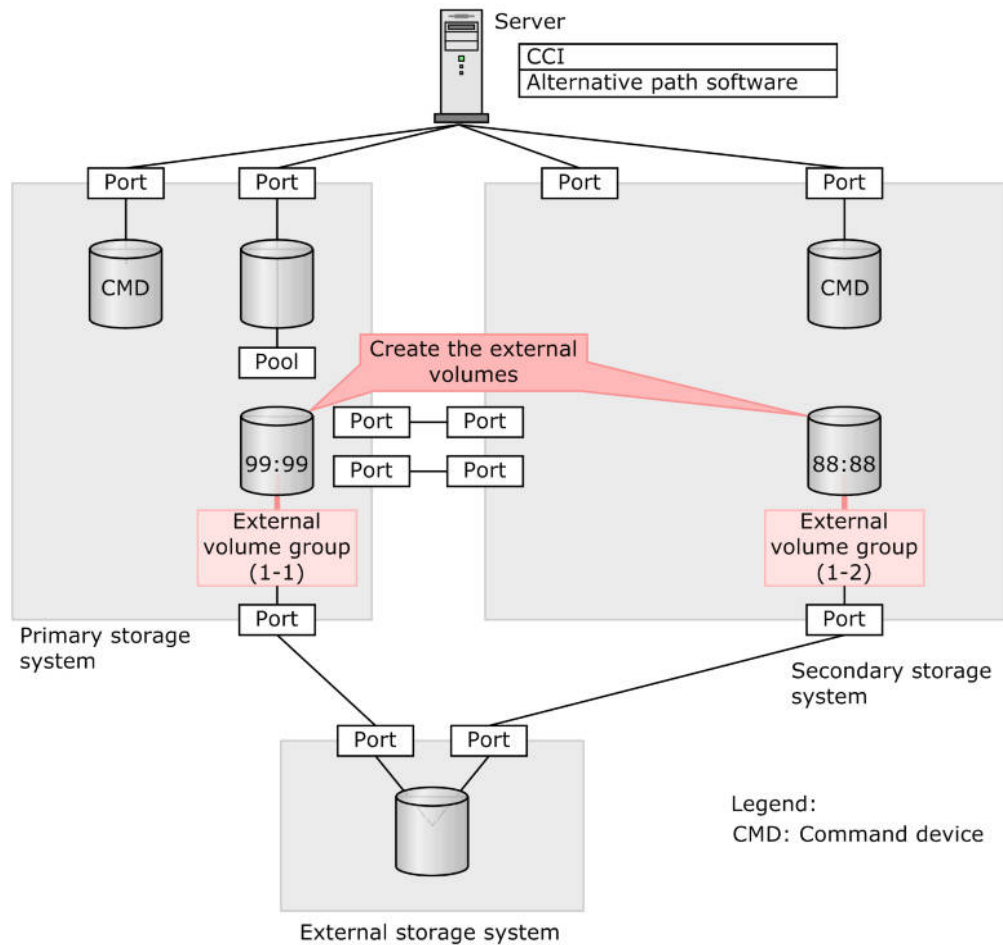 Server
CCI
Alternative path software
Port
Port
Port
Port
CMD
CMD
Pool
Create the external
volumes
99:99
Port
Port
88:88
Port
Port
External
volume group
(1-1)
External
volume group
(1-2)
Port
Port
Primary storage
system
Secondary storage
system
Port
Port
Legend:
CMD: Command device
External storage system